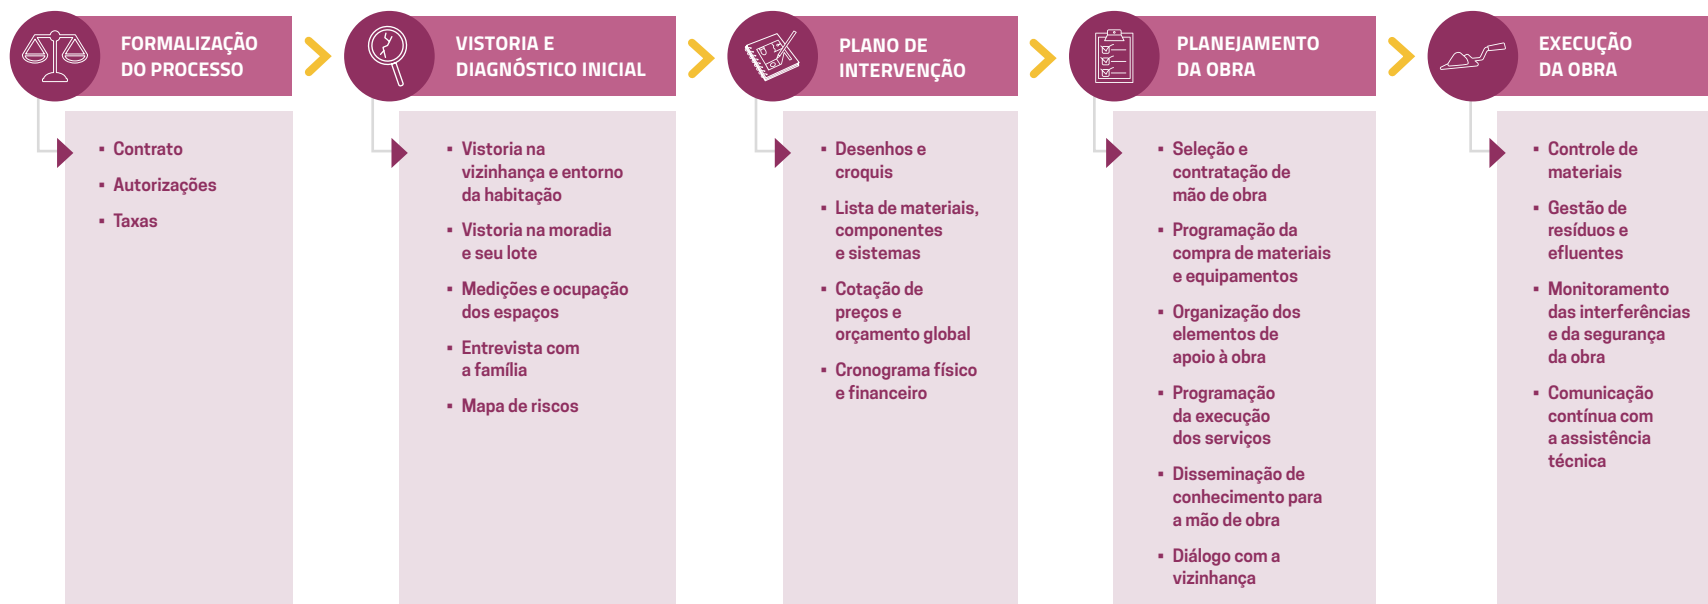 FORMALIZAÇÃO
DO PROCESSO
▪ Contrato
▪ Autorizações
▪ Taxas
VISTORIA E
DIAGNÓSTICO INICIAL
▪ Vistoria na
vizinhança e entorno
da habitação
▪ Vistoria na moradia
e seu lote
▪ Medições e ocupação
dos espaços
▪ Entrevista com
a família
▪ Mapa de riscos
PLANO DE
INTERVENÇÃO
▪ Desenhos e
croquis
▪ Lista de materiais,
componentes
e sistemas
▪ Cotação de
preços e
orçamento global
▪ Cronograma físico
e financeiro
PLANEJAMENTO
DA OBRA
▪ Seleção e
contratação de
mão de obra
▪ Programação da
compra de materiais
e equipamentos
▪ Organização dos
elementos de
apoio à obra
▪ Programação
da execução
dos serviços
▪ Disseminação de
conhecimento para
a mão de obra
▪ Diálogo com a
vizinhança
EXECUÇÃO
DA OBRA
▪ Controle de
materiais
▪ Gestão de
resíduos e
efluentes
▪ Monitoramento
das interferências
e da segurança
da obra
▪ Comunicação
contínua com
a assistência
técnica